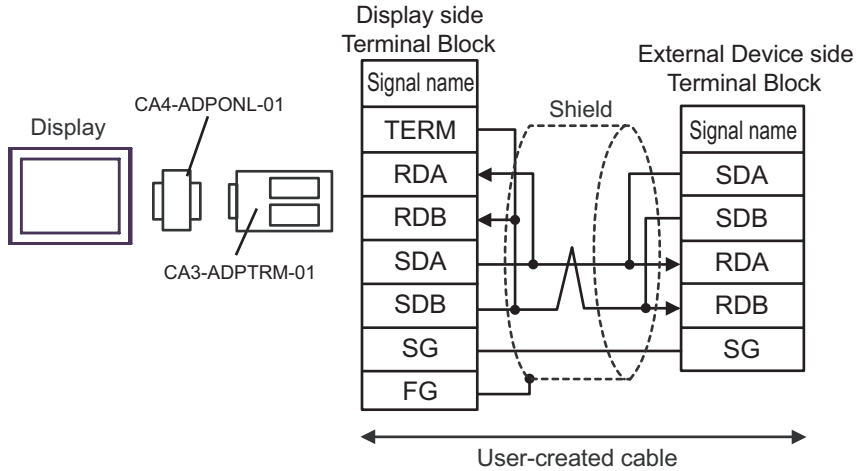 Display side
Terminal Block
External Device side
Terminal Block
CA4-ADPONL-01
Display
CA3-ADPTRM-01
Shield
Signal name
TERM
RDA
RDB
SDA
SDB
SG
FG
Signal name
SDA
SDB
RDA
RDB
SG
User-created cable